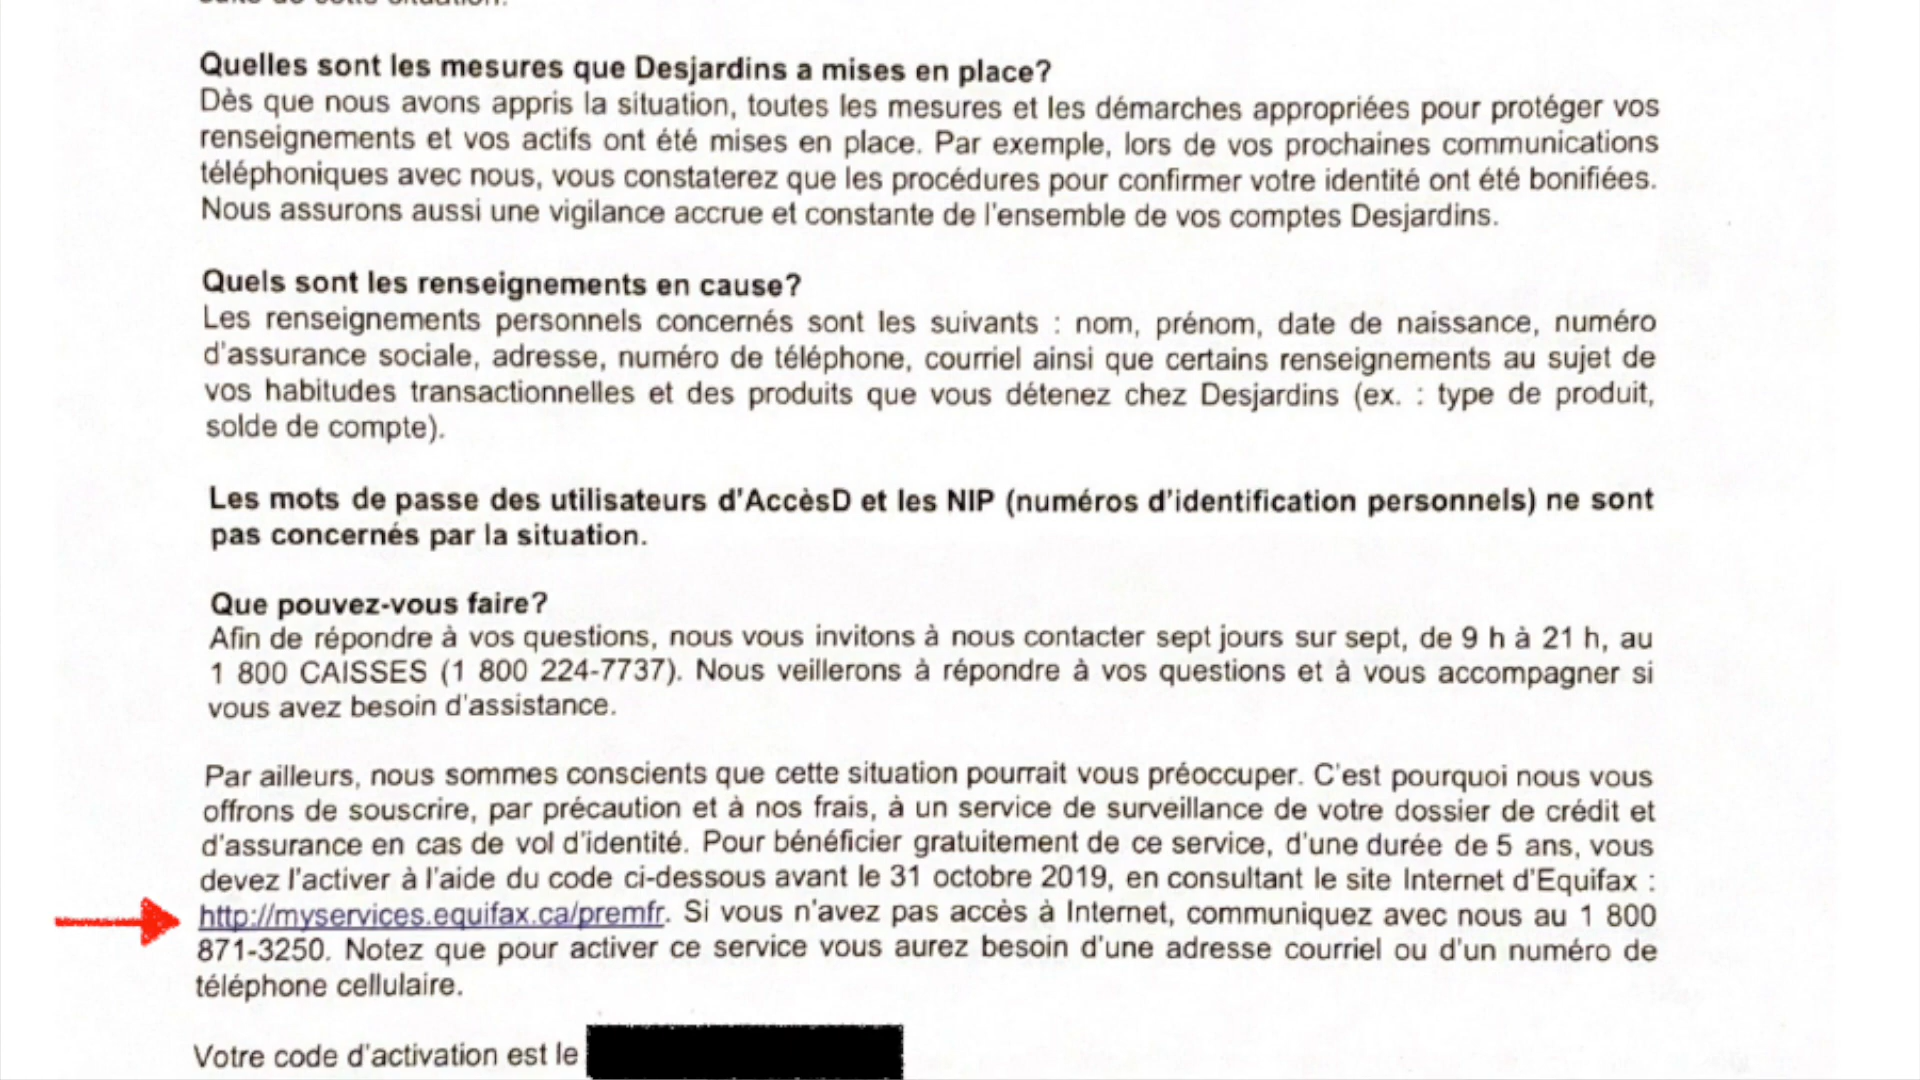 suite de cette situation.
Quelles sont les mesures que Desjardins a mises en place?
Dès que nous avons appris la situation, toutes les mesures et les démarches appropriées pour protéger vos
renseignements et vos actifs ont été mises en place. Par exemple, lors de vos prochaines communications
téléphoniques avec nous, vous constaterez que les procédures pour confirmer votre identité ont été bonifiées.
Nous assurons aussi une vigilance accrue et constante de l'ensemble de vos comptes Desjardins.
Quels sont les renseignements en cause?
Les renseignements personnels concernés sont les suivants : nom, prénom, date de naissance, numéro
d'assurance sociale, adresse, numéro de téléphone, courriel ainsi que certains renseignements au sujet de
vos habitudes transactionnelles et des produits que vous détenez chez Desjardins (ex. : type de produit,
solde de compte).
Les mots de passe des utilisateurs d'AccèsD et les NIP (numéros d'identification personnels) ne sont
pas concernés par la situation.
Que pouvez-vous faire?
Afin de répondre à vos questions, nous vous invitons à nous contacter sept jours sur sept, de 9 h à 21 h, au
1 800 CAISSES (1 800 224-7737). Nous veillerons à répondre à vos questions et à vous accompagner si
vous avez besoin d'assistance.
Par ailleurs, nous sommes conscients que cette situation pourrait vous préoccuper. C'est pourquoi nous vous
offrons de souscrire, par précaution et à nos frais, à un service de surveillance de votre dossier de crédit et
d'assurance en cas de vol d'identité. Pour bénéficier gratuitement de ce service, d'une durée de 5 ans, vous
devez l'activer à l'aide du code ci-dessous avant le 31 octobre 2019, en consultant le site Internet d'Equifax :
http://myservices.equifax.ca/premfr. Si vous n'avez pas accès à Internet, communiquez avec nous au 1 800
871-3250. Notez que pour activer ce service vous aurez besoin d'une adresse courriel ou d'un numéro de
téléphone cellulaire.
Votre code d'activation est le